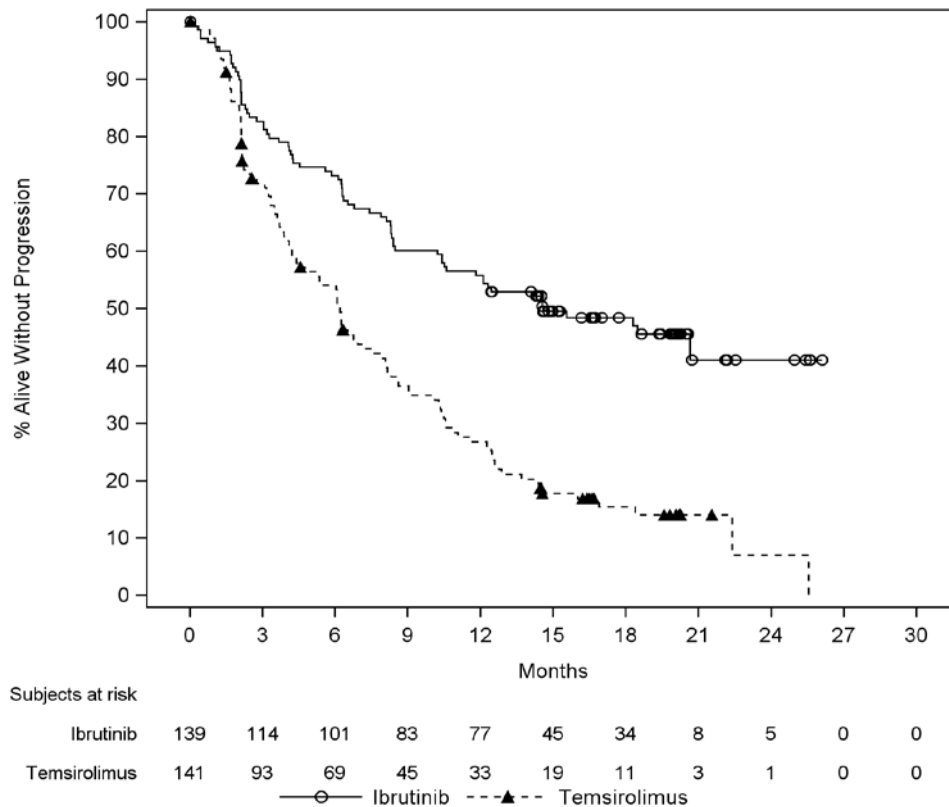 % Alive Without Progression
100
90
80
70
60
50
40
30
20
10
0
0 3 6 9 12 15 18 21 24 27 30
Months
Subjects at risk
Ibrutinib 139 114 101 83 77 45 34 8 5 0 0
Temsirolimus 141 93 69 45 33 19 11 3 1 0 0
Ibrutinib Temsirolimus